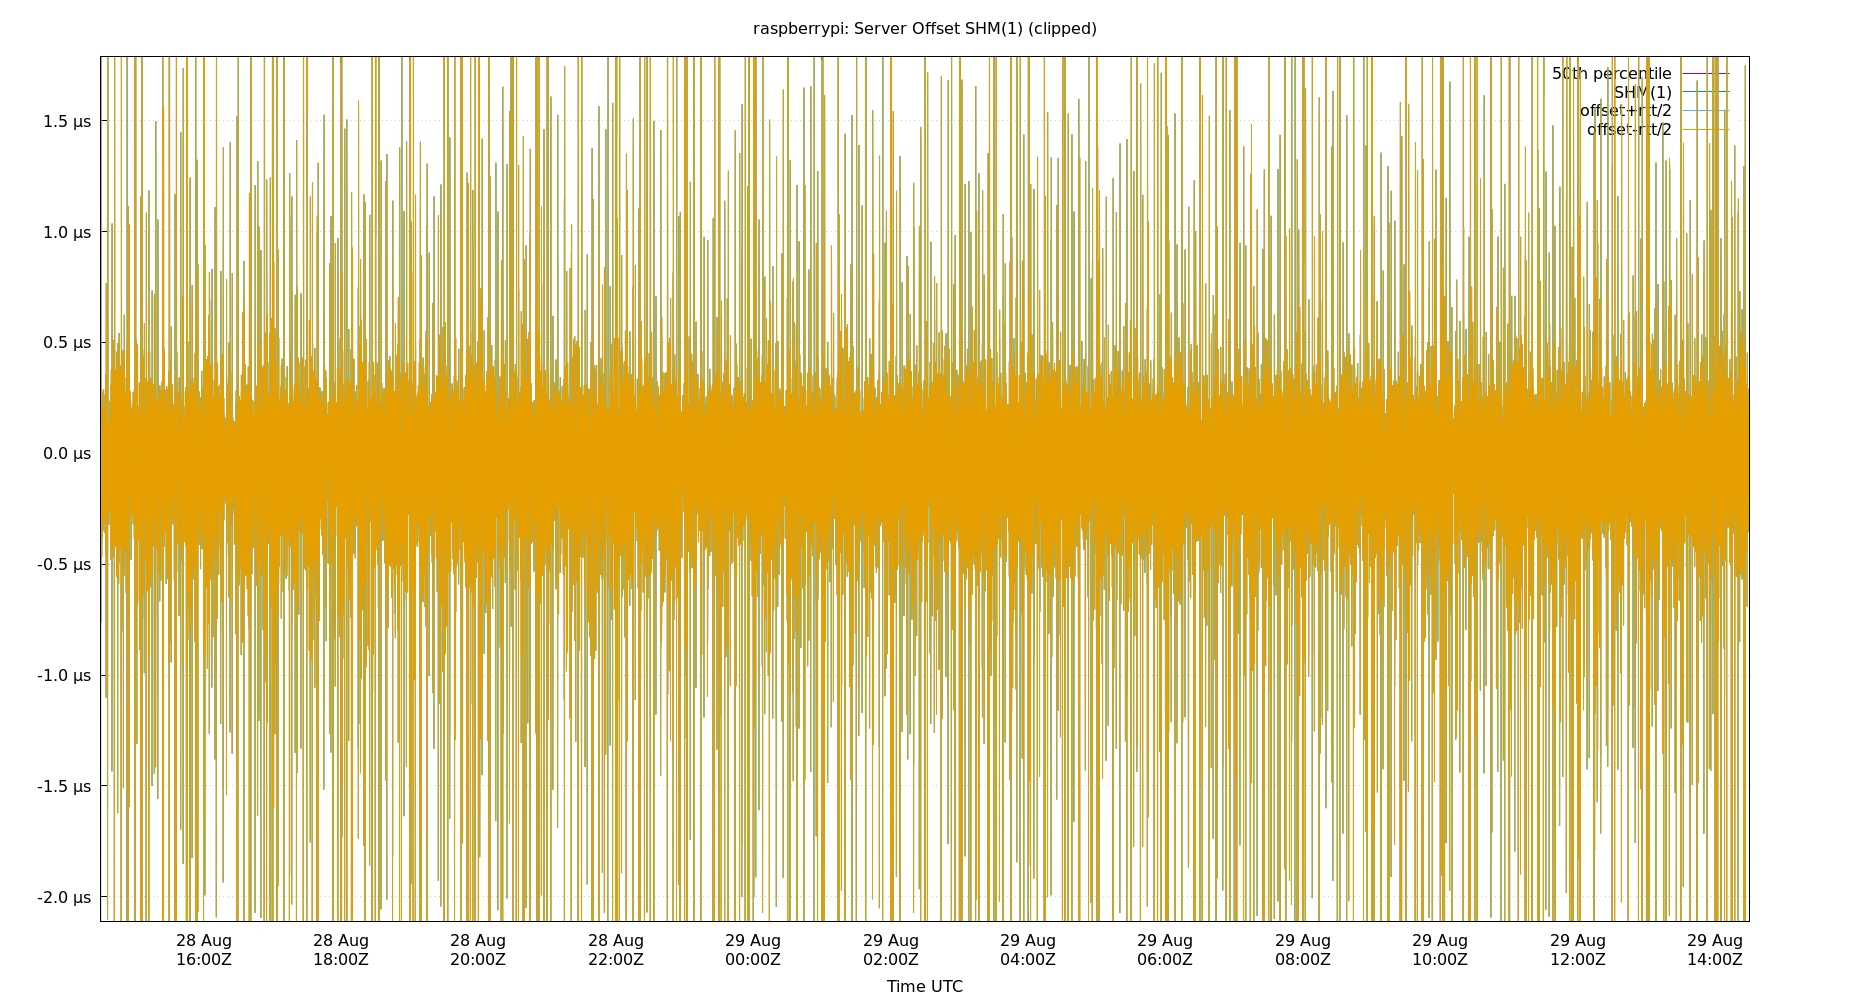 raspberrypi: Server Offset SHM(1) (clipped)
50th percentile
SHM(1)
offset+rtt/2
offset-rtt/2
1.5 µs
1.0 µs
0.5 µs
0.0 µs
-0.5 µs
-1.0 µs
-1.5 µs
-2.0 µs
28 Aug 28 Aug 28 Aug 28 Aug 29 Aug 29 Aug 29 Aug 29 Aug 29 Aug 29 Aug 29 Aug 29 Aug
16:00Z 18:00Z 20:00Z 22:00Z 00:00Z 02:00Z 04:00Z 06:00Z 08:00Z 10:00Z 12:00Z 14:00Z
Time UTC